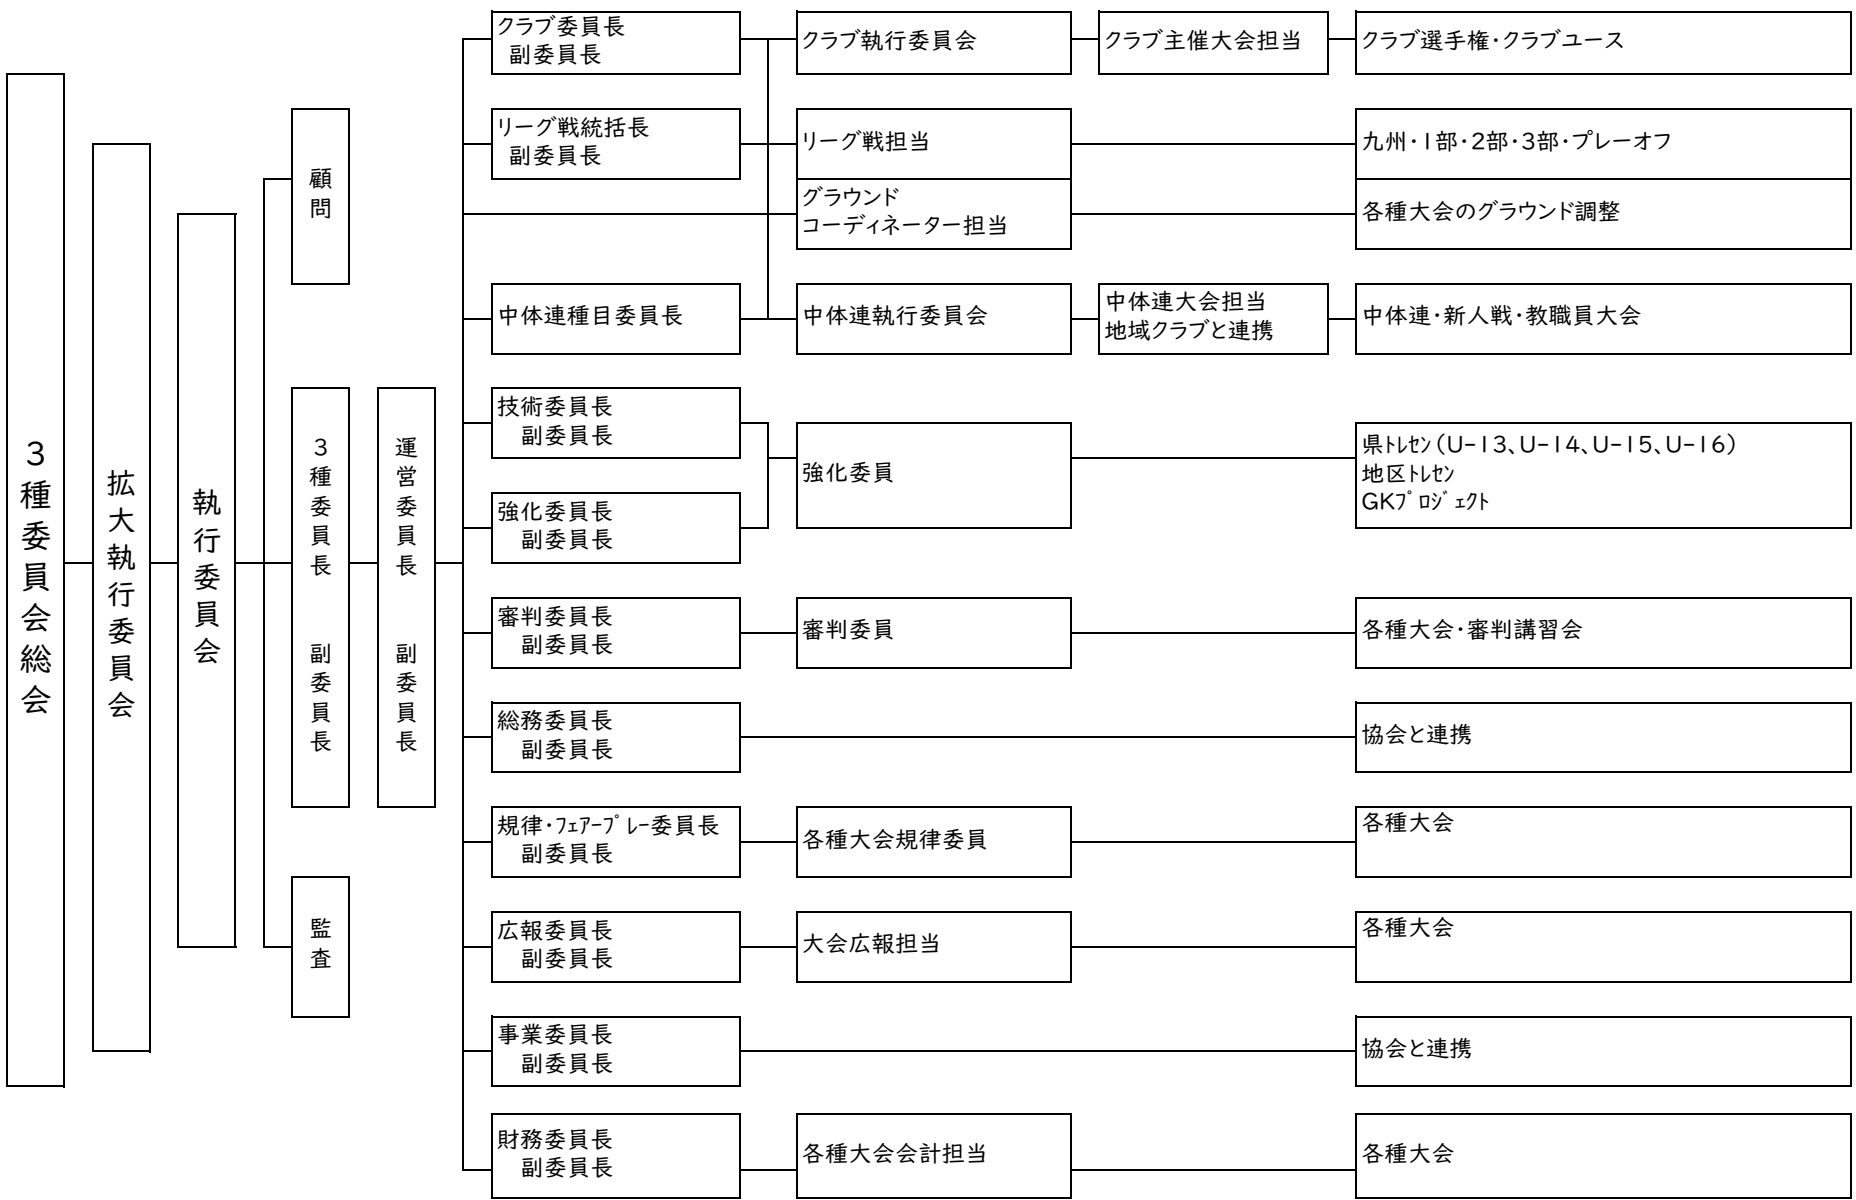 ３種委員会総会
拡大執行委員会
執行委員会
顧問
３種委員長　副委員長
監査
運営委員長　副委員長
クラブ委員長
副委員長
クラブ執行委員会
クラブ主催大会担当
クラブ選手権・クラブユース
リーグ戦統括長
副委員長
リーグ戦担当
九州・1部・2部・3部・プレーオフ
グラウンド
コーディネーター担当
各種大会のグラウンド調整
中体連種目委員長
中体連執行委員会
中体連大会担当
地域クラブと連携
中体連・新人戦・教職員大会
技術委員長
副委員長
強化委員長
副委員長
強化委員
県ﾄﾚｾﾝ（U-13、U-14、U-15、U-16）
地区ﾄﾚｾﾝ
GKﾌﾟﾛｼﾞｪｸﾄ
審判委員長
副委員長
審判委員
各種大会・審判講習会
総務委員長
副委員長
協会と連携
規律・ﾌｪｱｰﾌﾟﾚｰ委員長
副委員長
各種大会規律委員
各種大会
広報委員長
副委員長
大会広報担当
各種大会
事業委員長
副委員長
協会と連携
財務委員長
副委員長
各種大会会計担当
各種大会